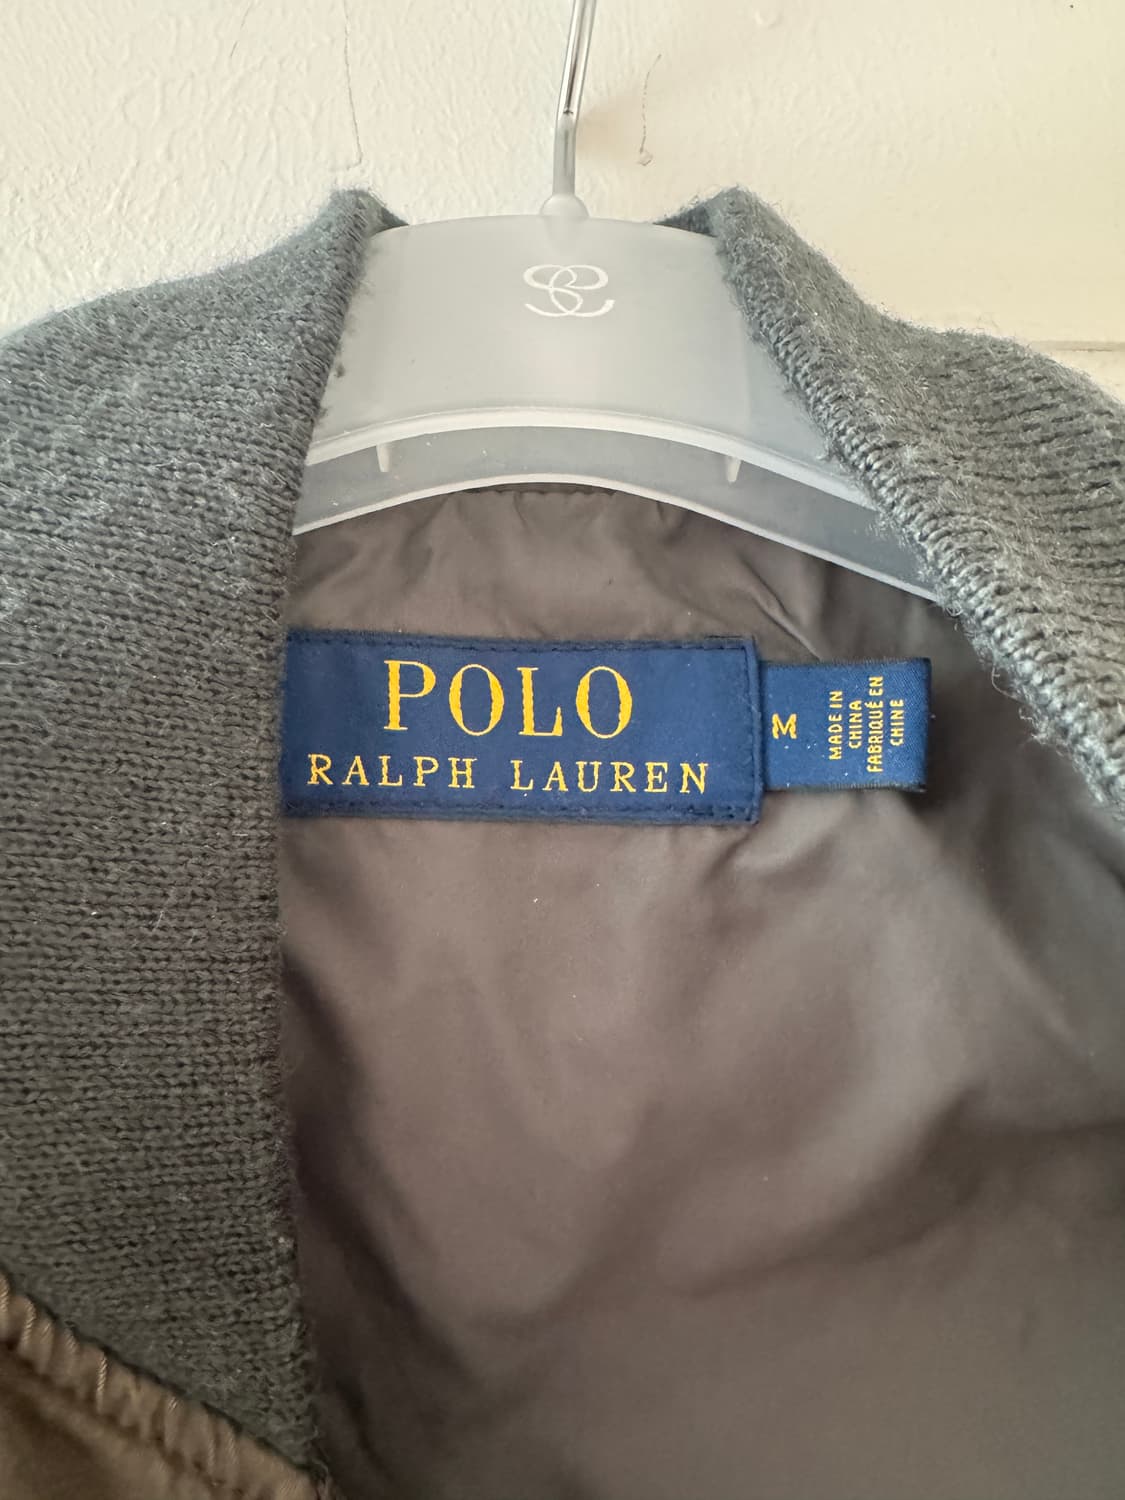 POLO
RALPH LAUREN
M
MADE IN
CHINA
FABRIQUÉ EN
CHINE